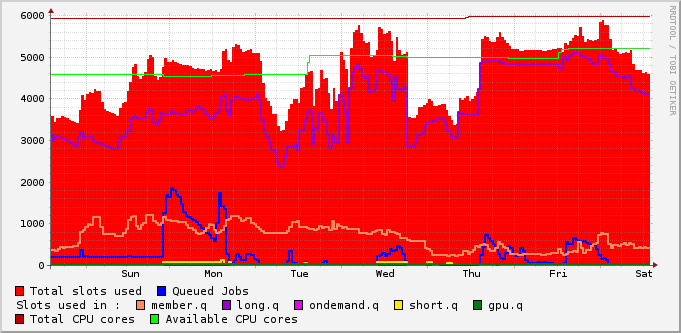 RRDTOOL / TOBI OETIKER
6000
5000
4000
3000
2000
1000
0
Sun Mon Tue Wed Thu Fri Sat
Total slots used Queued Jobs
Slots used in : member.q long.q ondemand.q short.q gpu.q
Total CPU cores Available CPU cores